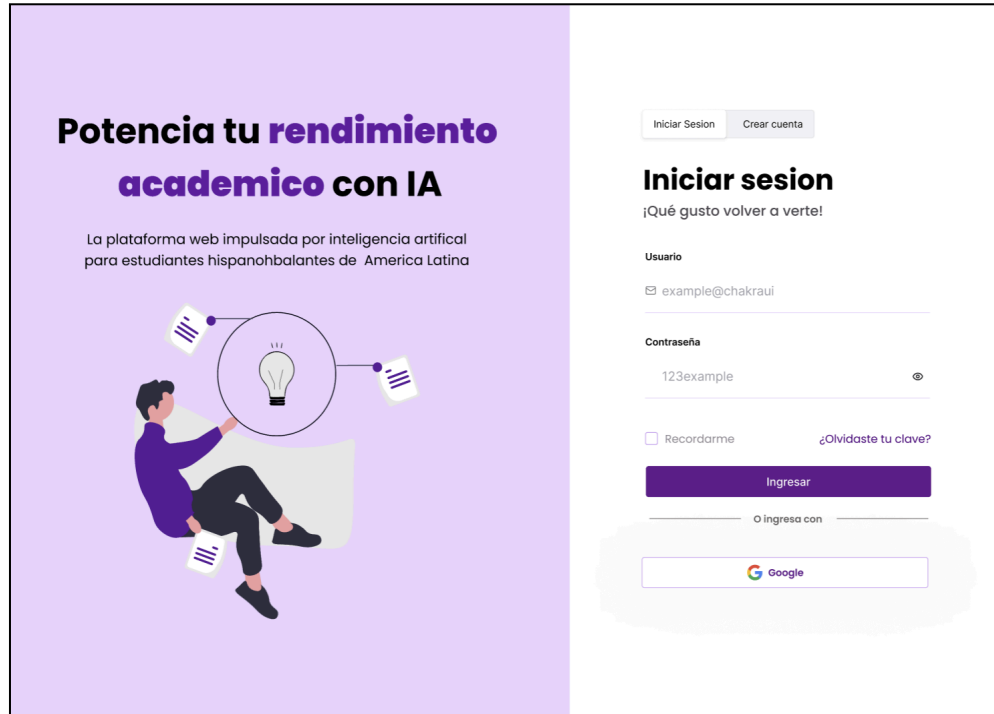 Potencia tu rendimiento
academico con IA
La plataforma web impulsada por inteligencia artifical
para estudiantes hispanohbalantes de America Latina
Iniciar Sesion
Crear cuenta
Iniciar sesion
¡Qué gusto volver a verte!
Usuario
example@chakraui
Contraseña
123example
Recordarme
¿Olvidaste tu clave?
Ingresar
O ingresa con
Google